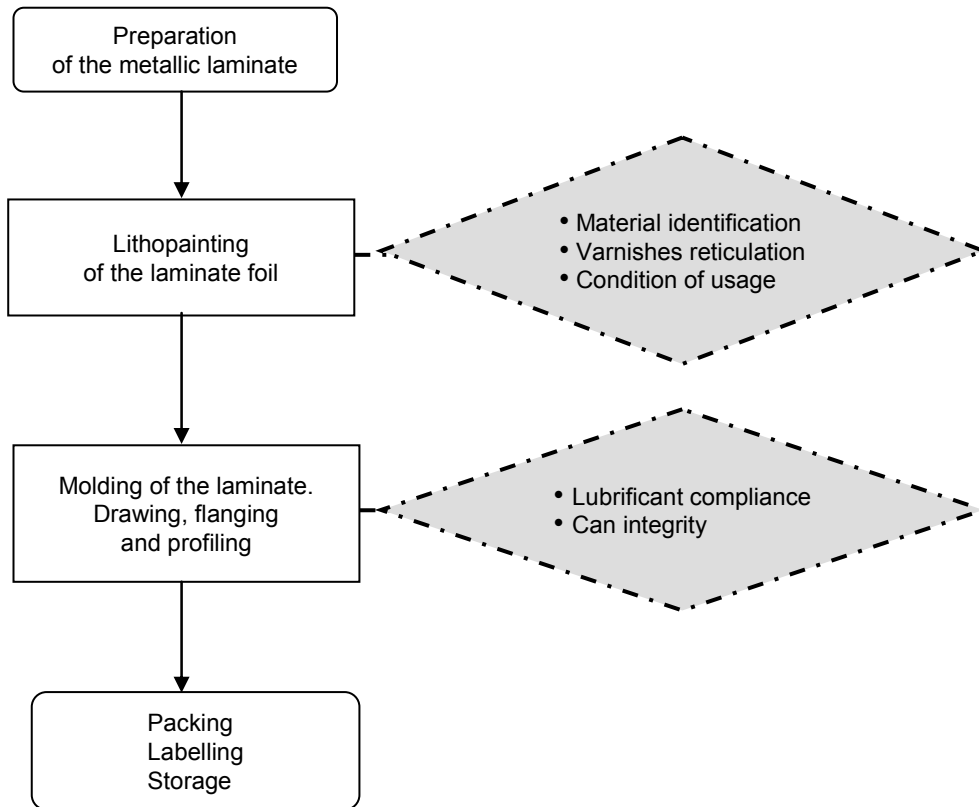 Preparation
of the metallic laminate
Lithopainting
of the laminate foil
• Material identification
• Varnishes reticulation
• Condition of usage
Molding of the laminate.
Drawing, flanging
and profiling
• Lubrificant compliance
• Can integrity
Packing
Labelling
Storage